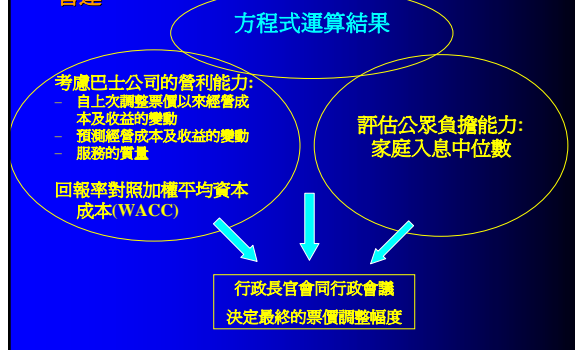 方程式運算結果
考慮巴士公司的營利能力:
– 自上次調整票價以來經營成
本及收益的變動
– 預測經營成本及收益的變動
– 服務的質量
回報率對照加權平均資本
成本(WACC)
評估公眾負擔能力:
家庭入息中位數
行政長官會同行政會議
決定最終的票價調整幅度